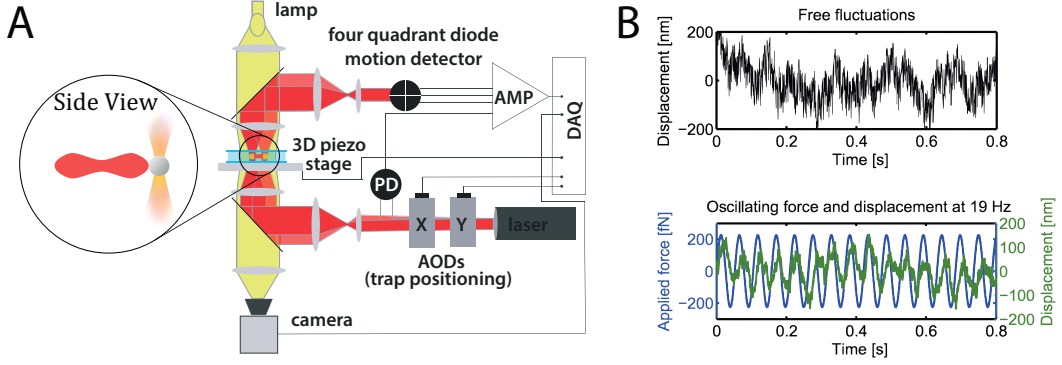 A
lamp
four quadrant diode
motion detector
AMP
DAQ
Side View
3D piezo
stage
PD
X
Y
laser
AODs
(trap positioning)
camera
B
Free fluctuations
Displacement [nm]
200
0
−200
0
0.2
0.4
0.6
0.8
Time [s]
Oscillating force and displacement at 19 Hz
Applied force [fN]
200
0
−200
150
100
0
-100
−200
200
Displacement [nm]
0
0.2
0.4
0.6
0.8
Time [s]